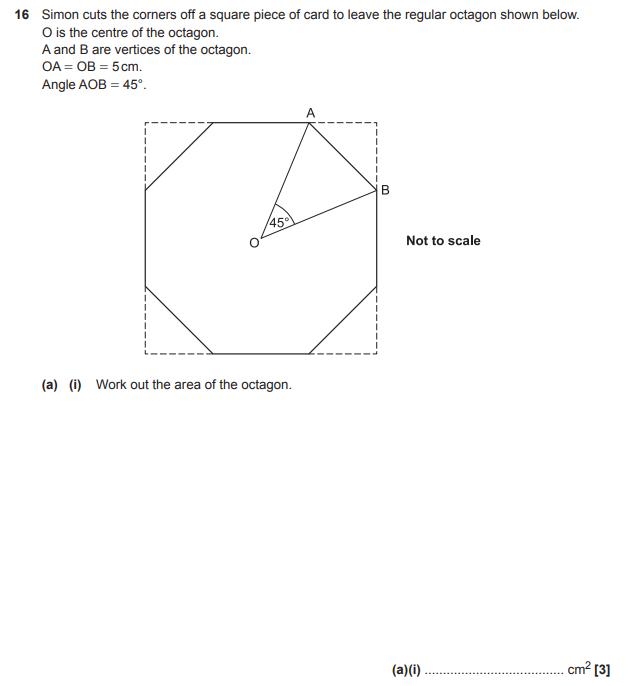 16 Simon cuts the corners off a square piece of card to leave the regular octagon shown below.
O is the centre of the octagon.
A and B are vertices of the octagon.
OA = OB = 5 cm.
Angle AOB = 45°.
A
B
45°
O
Not to scale
(a) (i) Work out the area of the octagon.
(a)(i) ...................................... cm² [3]